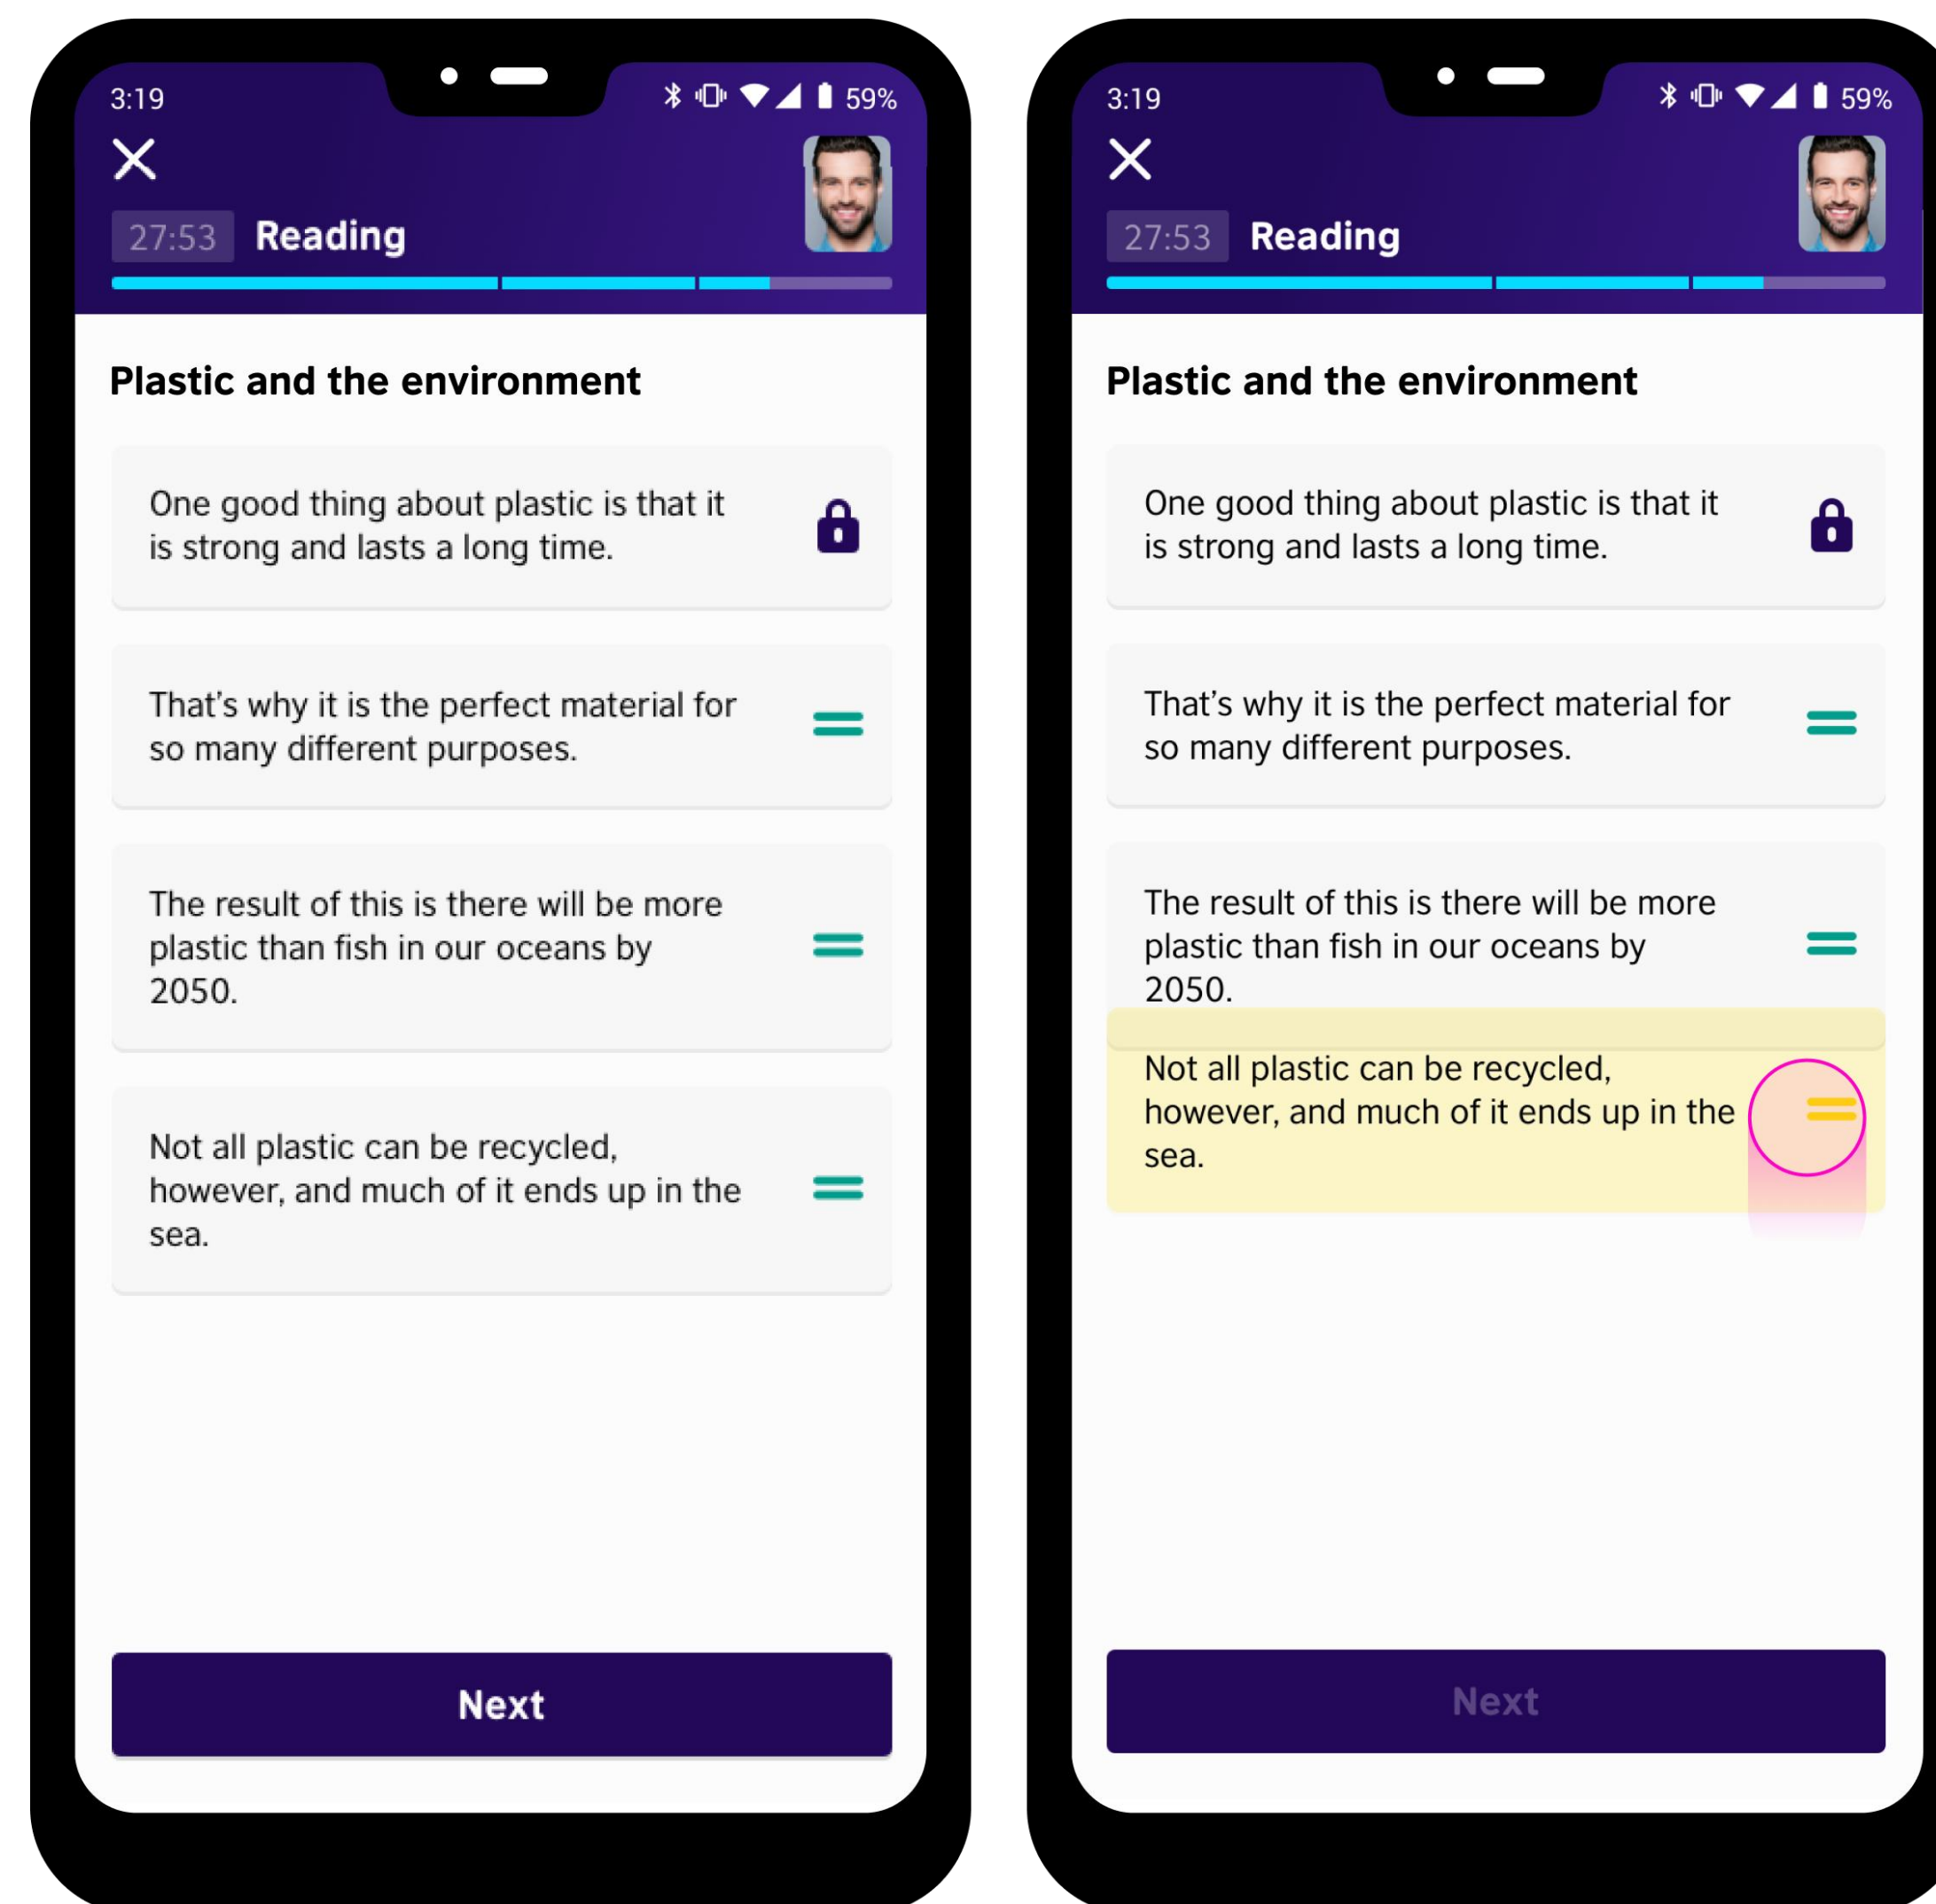 3:19
59%
27:53 Reading
Plastic and the environment
One good thing about plastic is that it
is strong and lasts a long time.
That's why it is the perfect material for
so many different purposes.
The result of this is there will be more
plastic than fish in our oceans by
2050.
Not all plastic can be recycled,
however, and much of it ends up in the
sea.
Next
3:19
59%
27:53 Reading
Plastic and the environment
One good thing about plastic is that it
is strong and lasts a long time.
That's why it is the perfect material for
so many different purposes.
The result of this is there will be more
plastic than fish in our oceans by
2050.
Not all plastic can be recycled,
however, and much of it ends up in the
sea.
Next